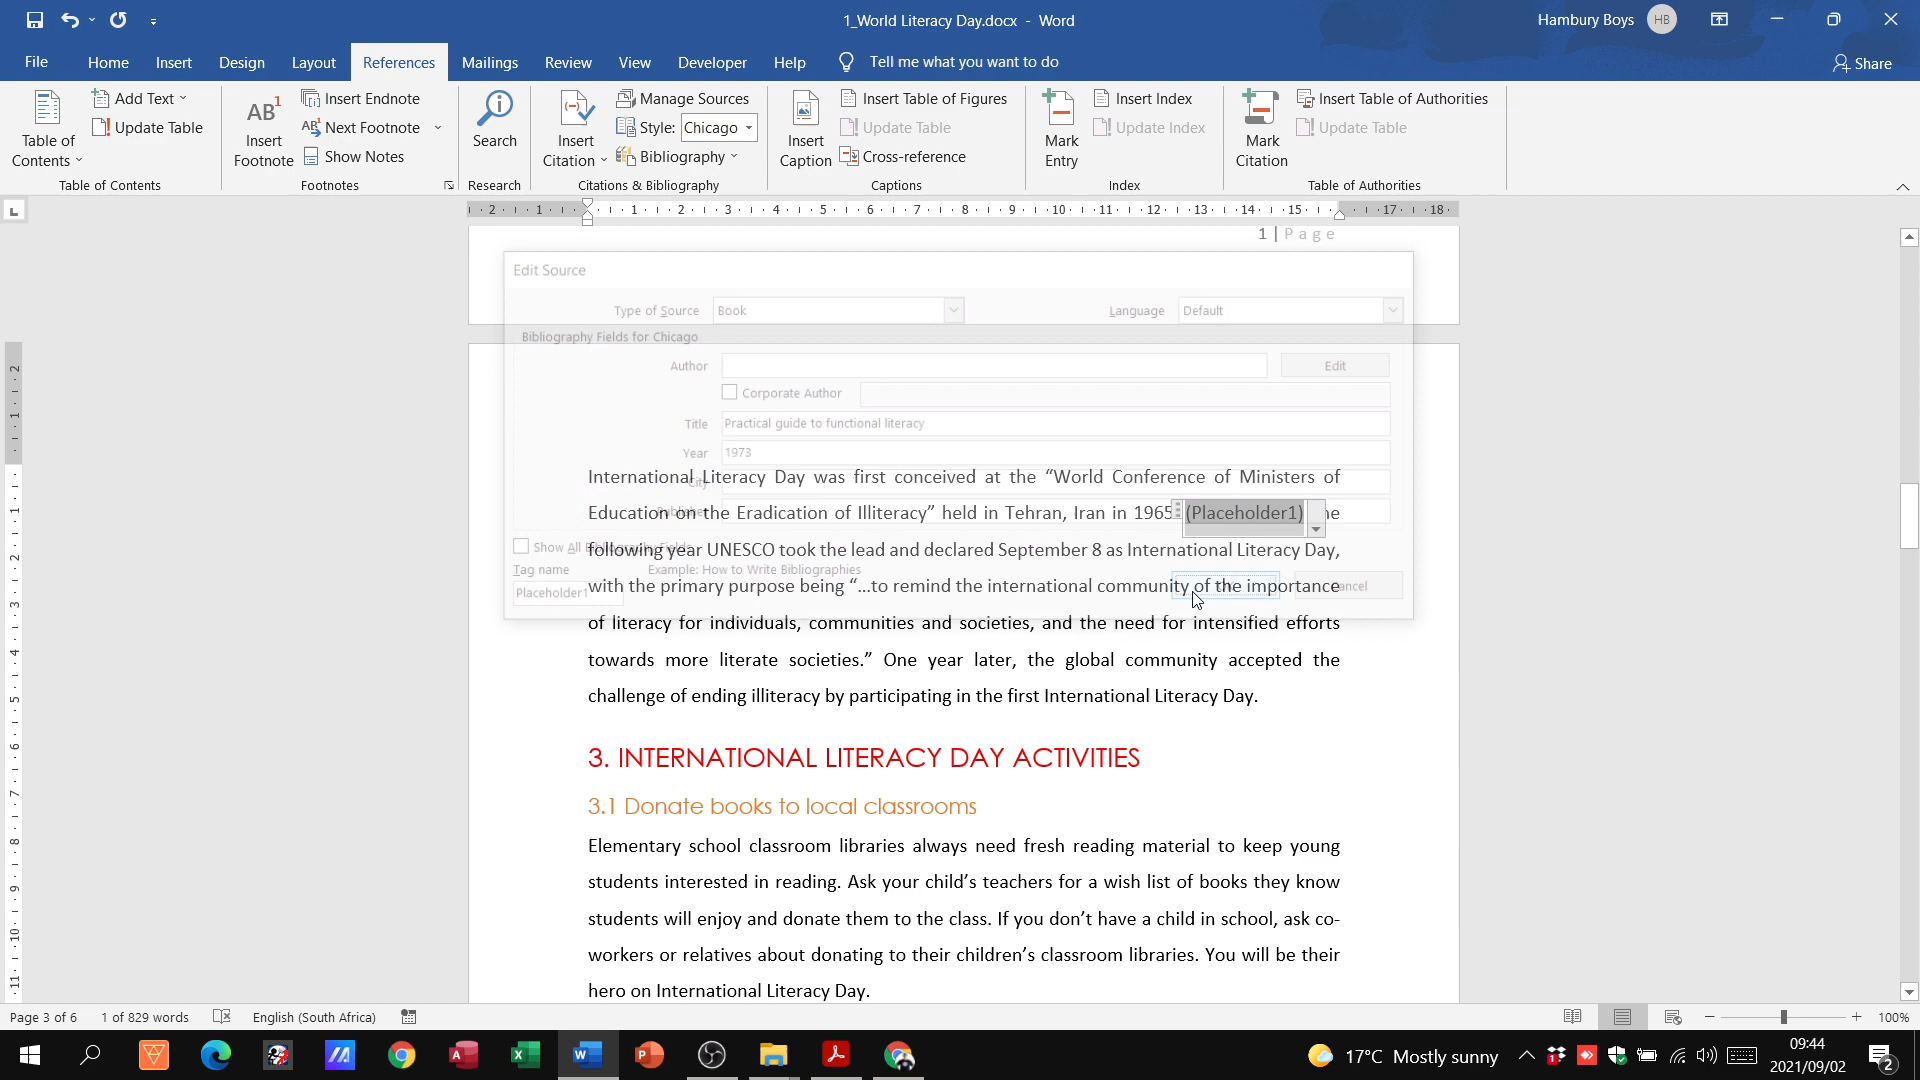 1_World Literacy Day.docx - Word
Hambury Boys
HB
File
Home
Insert
Design
Layout
References
Mailings
Review
View
Developer
Help
Tell me what you want to do
Share
Table of Contents
Add Text
Update Table
Table of Contents
AB1
Insert Footnote
Insert Endnote
Next Footnote
Show Notes
Footnotes
Search
Research
Insert Citation
Manage Sources
Style: Chicago
Bibliography
Citations & Bibliography
Insert Caption
Insert Table of Figures
Update Table
Cross-reference
Captions
Mark Entry
Insert Index
Update Index
Index
Mark Citation
Insert Table of Authorities
Update Table
Table of Authorities
1 | Page
Edit Source
Type of Source Book
Language Default
Bibliography Fields for Chicago
Author
Edit
Corporate Author
Title Practical guide to functional literacy
Year 1973
City
International Literacy Day was first conceived at the “World Conference of Ministers of
Education on the Eradication of Illiteracy” held in Tehran, Iran in 1965 (Placeholder1)
following year UNESCO took the lead and declared September 8 as International Literacy Day,
with the primary purpose being “…to remind the international community of the importance
of literacy for individuals, communities and societies, and the need for intensified efforts
towards more literate societies.” One year later, the global community accepted the
challenge of ending illiteracy by participating in the first International Literacy Day.
Show All Bibliography Fields
Tag name
Example: How to Write Bibliographies
Placeholder1
Cancel
3. INTERNATIONAL LITERACY DAY ACTIVITIES
3.1 Donate books to local classrooms
Elementary school classroom libraries always need fresh reading material to keep young
students interested in reading. Ask your child’s teachers for a wish list of books they know
students will enjoy and donate them to the class. If you don’t have a child in school, ask co-
workers or relatives about donating to their children’s classroom libraries. You will be their
hero on International Literacy Day.
Page 3 of 6
1 of 829 words
English (South Africa)
100%
17°C Mostly sunny
09:44
2021/09/02
2